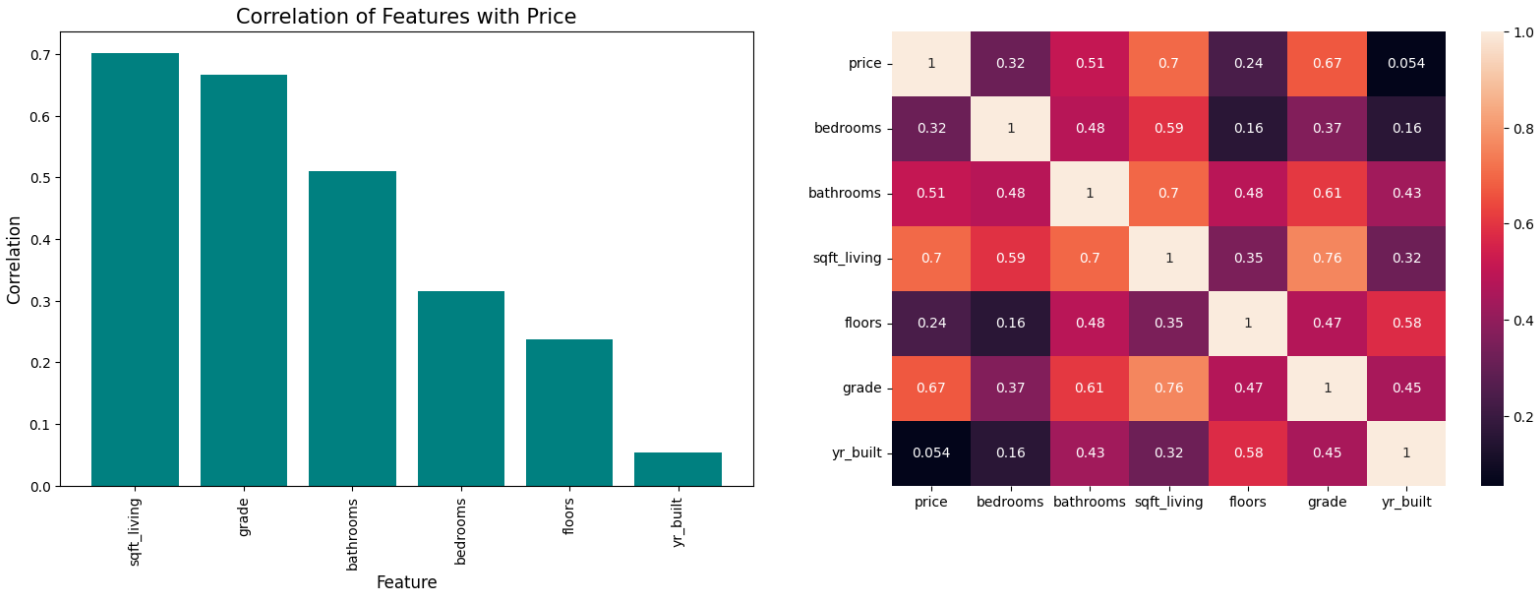 Correlation of Features with Price
Correlation
0.7
0.6
0.5
0.4
0.3
0.2
0.1
0.0
sqft_living
grade
bathrooms
bedrooms
floors
yr_built
Feature
price 1 0.32 0.51 0.7 0.24 0.67 0.054
bedrooms 0.32 1 0.48 0.59 0.16 0.37 0.16
bathrooms 0.51 0.48 1 0.7 0.48 0.61 0.43
sqft_living 0.7 0.59 0.7 1 0.35 0.76 0.32
floors 0.24 0.16 0.48 0.35 1 0.47 0.58
grade 0.67 0.37 0.61 0.76 0.47 1 0.45
yr_built 0.054 0.16 0.43 0.32 0.58 0.45 1
price bedrooms bathrooms sqft_living floors grade yr_built
1.0
0.8
0.6
0.4
0.2